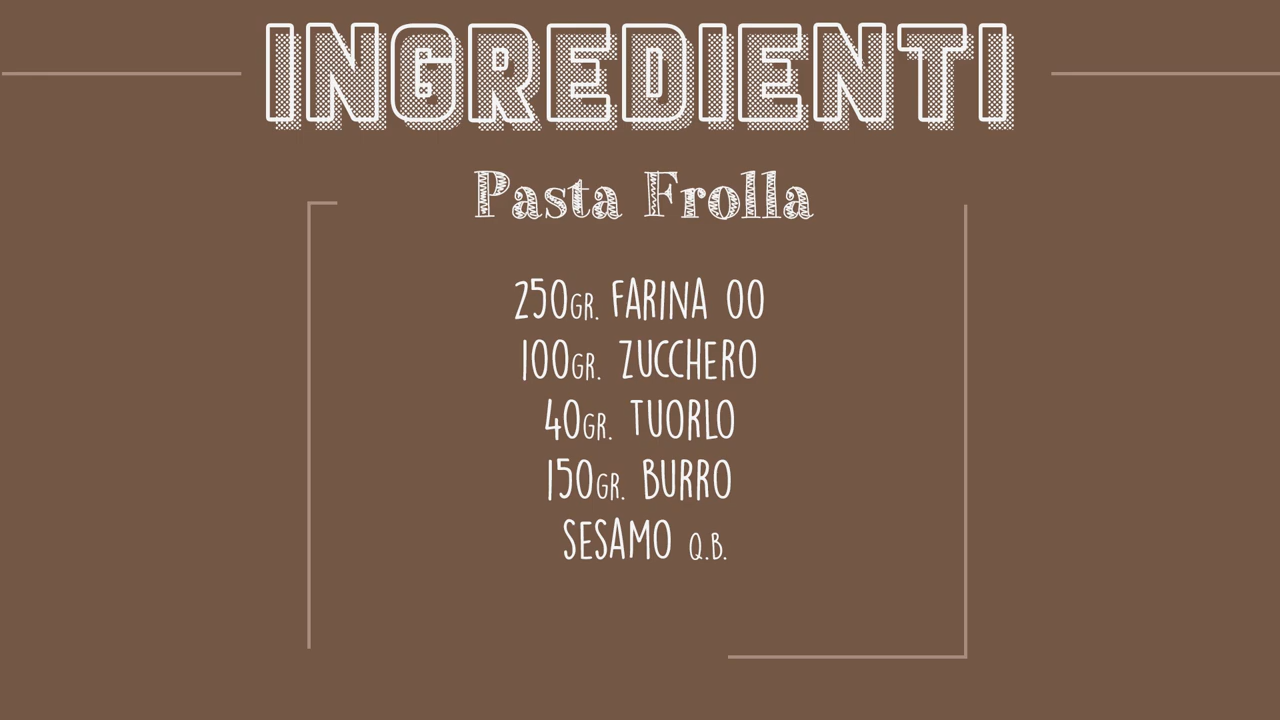 INGREDIENTI
Pasta Frolla
250GR. FARINA 00
100GR. ZUCCHERO
40GR. TUORLO
150GR. BURRO
SESAMO Q.B.